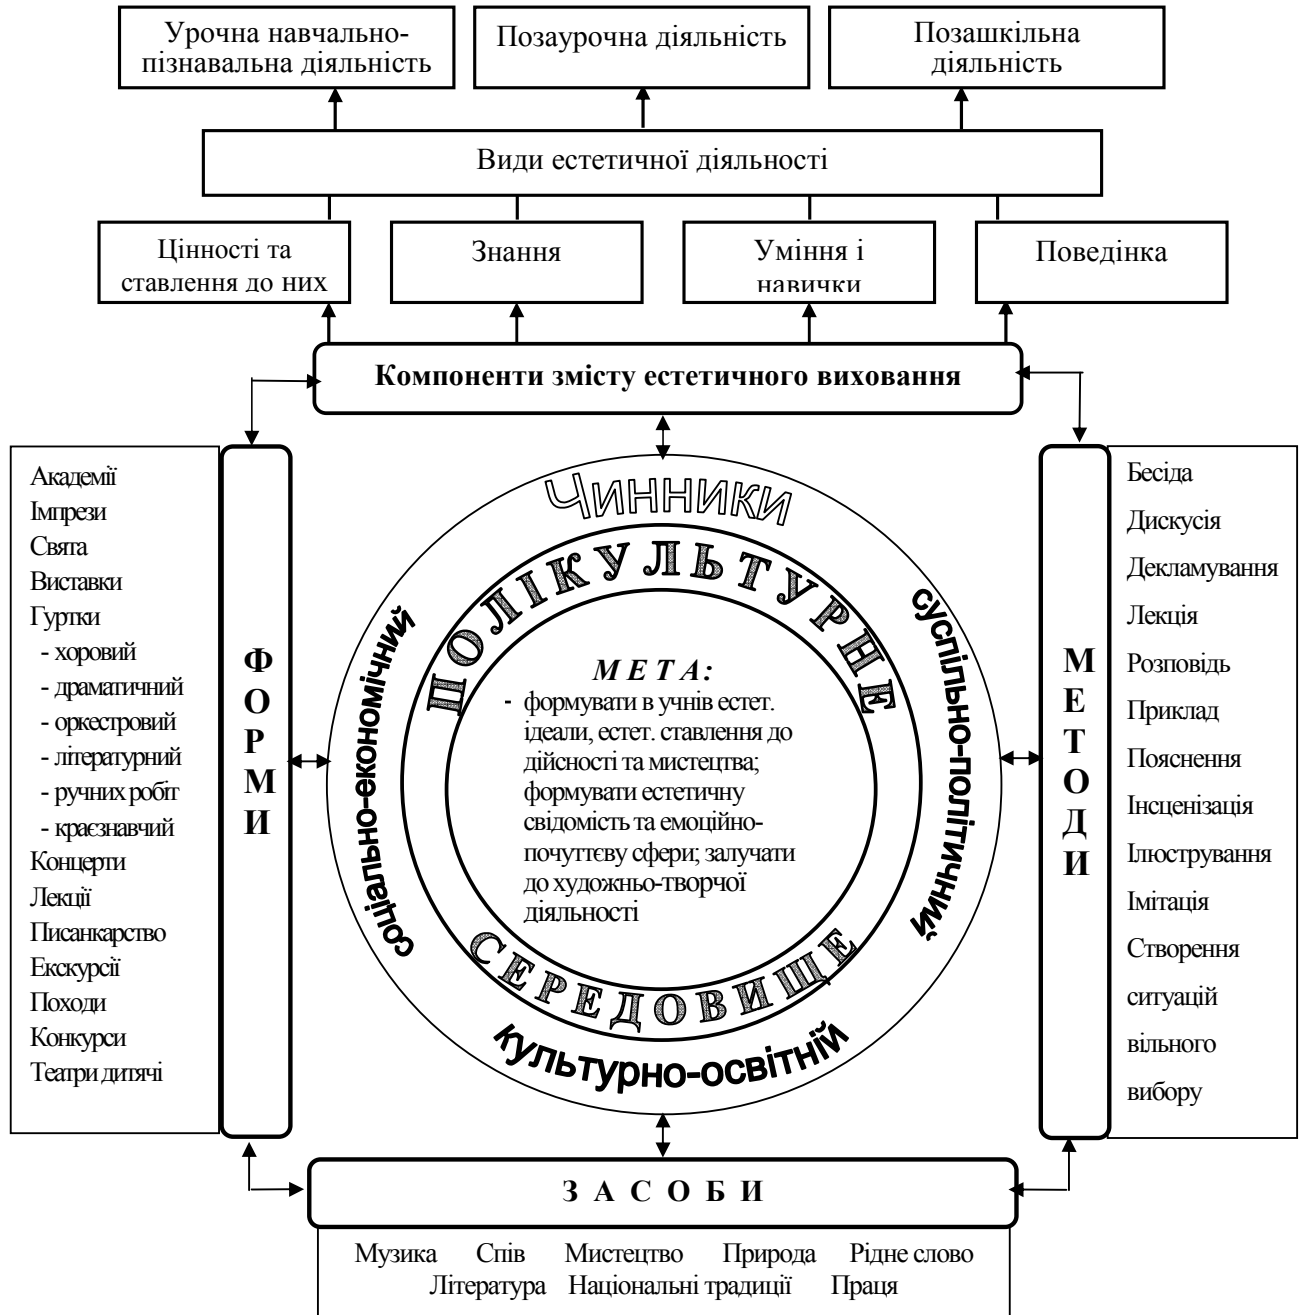 Урочна навчально-
пізнавальна діяльність
Позаурочна діяльність
Позашкільна
діяльність
Види естетичної діяльності
Цінності та
ставлення до них
Знання
Уміння і
навички
Поведінка
Компоненти змісту естетичного виховання
Академії
Імпрези
Свята
Виставки
Гуртки
- хоровий
- драматичний
- оркестровий
- літературний
- ручних робіт
- краєзнавчий
Концерти
Лекції
Писанкарство
Екскурсії
Походи
Конкурси
Театри дитячі
ФОРМИ
Чинники
ПОЛІКУЛЬТУРНЕ
соціально-економічний
суспільно-політичний
МЕТА:
- формувати в учнів естет.
ідеали, естет. ставлення до
дійсності та мистецтва;
формувати естетичну
свідомість та емоційно-
почуттєву сфери; залучати
до художньо-творчої
діяльності
СЕРЕДОВИЩЕ
культурно-освітній
МЕТОДИ
Бесіда
Дискусія
Декламування
Лекція
Розповідь
Приклад
Пояснення
Інсценізація
Ілюстрування
Імітація
Створення
ситуацій
вільного
вибору
ЗАСОБИ
Музика Спів Мистецтво Природа Рідне слово
Література Національні традиції Праця